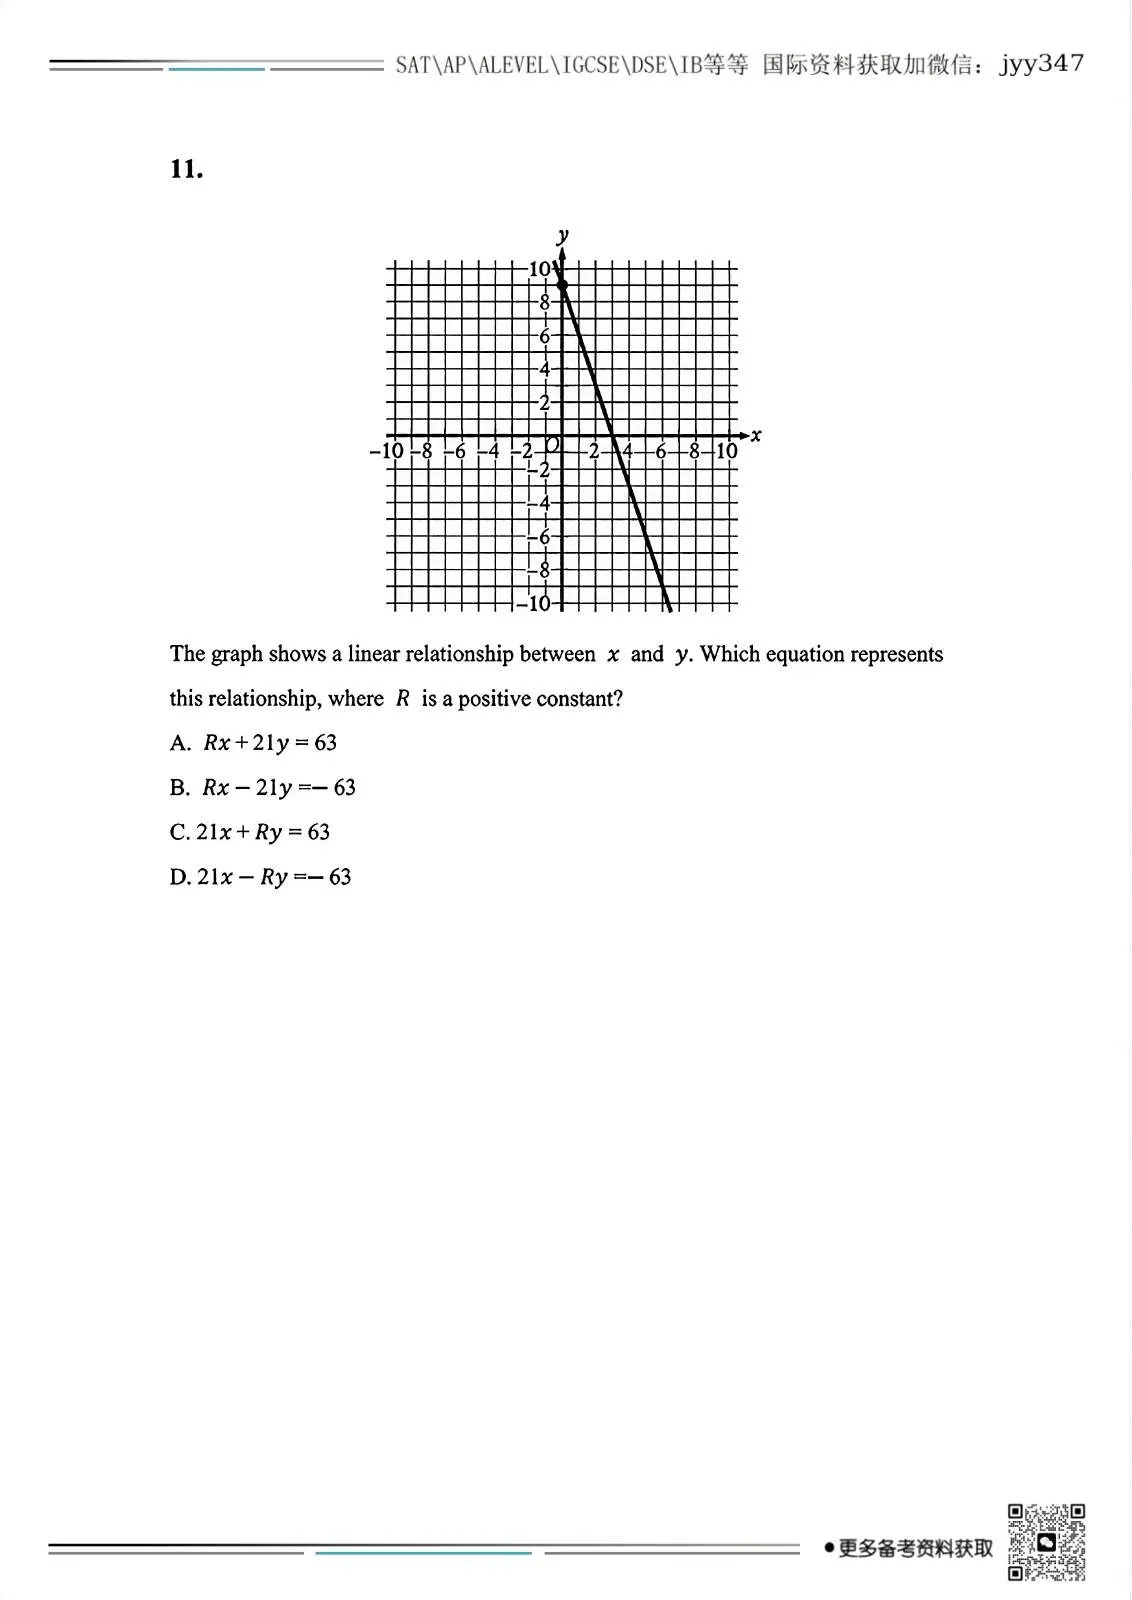 SAT\AP\ALEVEL\IGCSE\DSE\IB等等 国际资料获取加微信: jyy347
11.
y
10
8
6
4
2
x
-10 -8 -6 -4 -2 O 2 4 6 8 10
-2
-4
-6
-8
-10
The graph shows a linear relationship between x and y. Which equation represents
this relationship, where R is a positive constant?
A. Rx + 21y = 63
B. Rx − 21y =− 63
C. 21x + Ry = 63
D. 21x − Ry =− 63
●更多备考资料获取